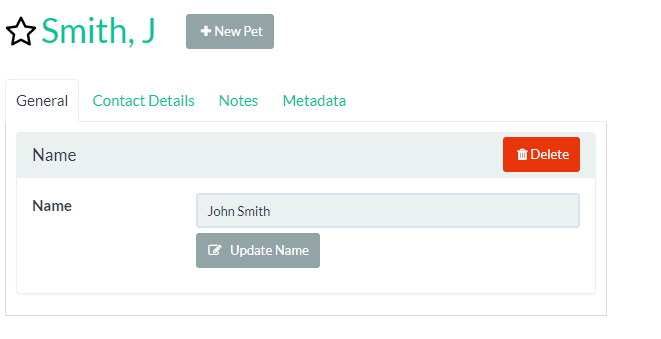 Smith, J
New Pet
General Contact Details Notes Metadata
Name Delete
Name John Smith
Update Name